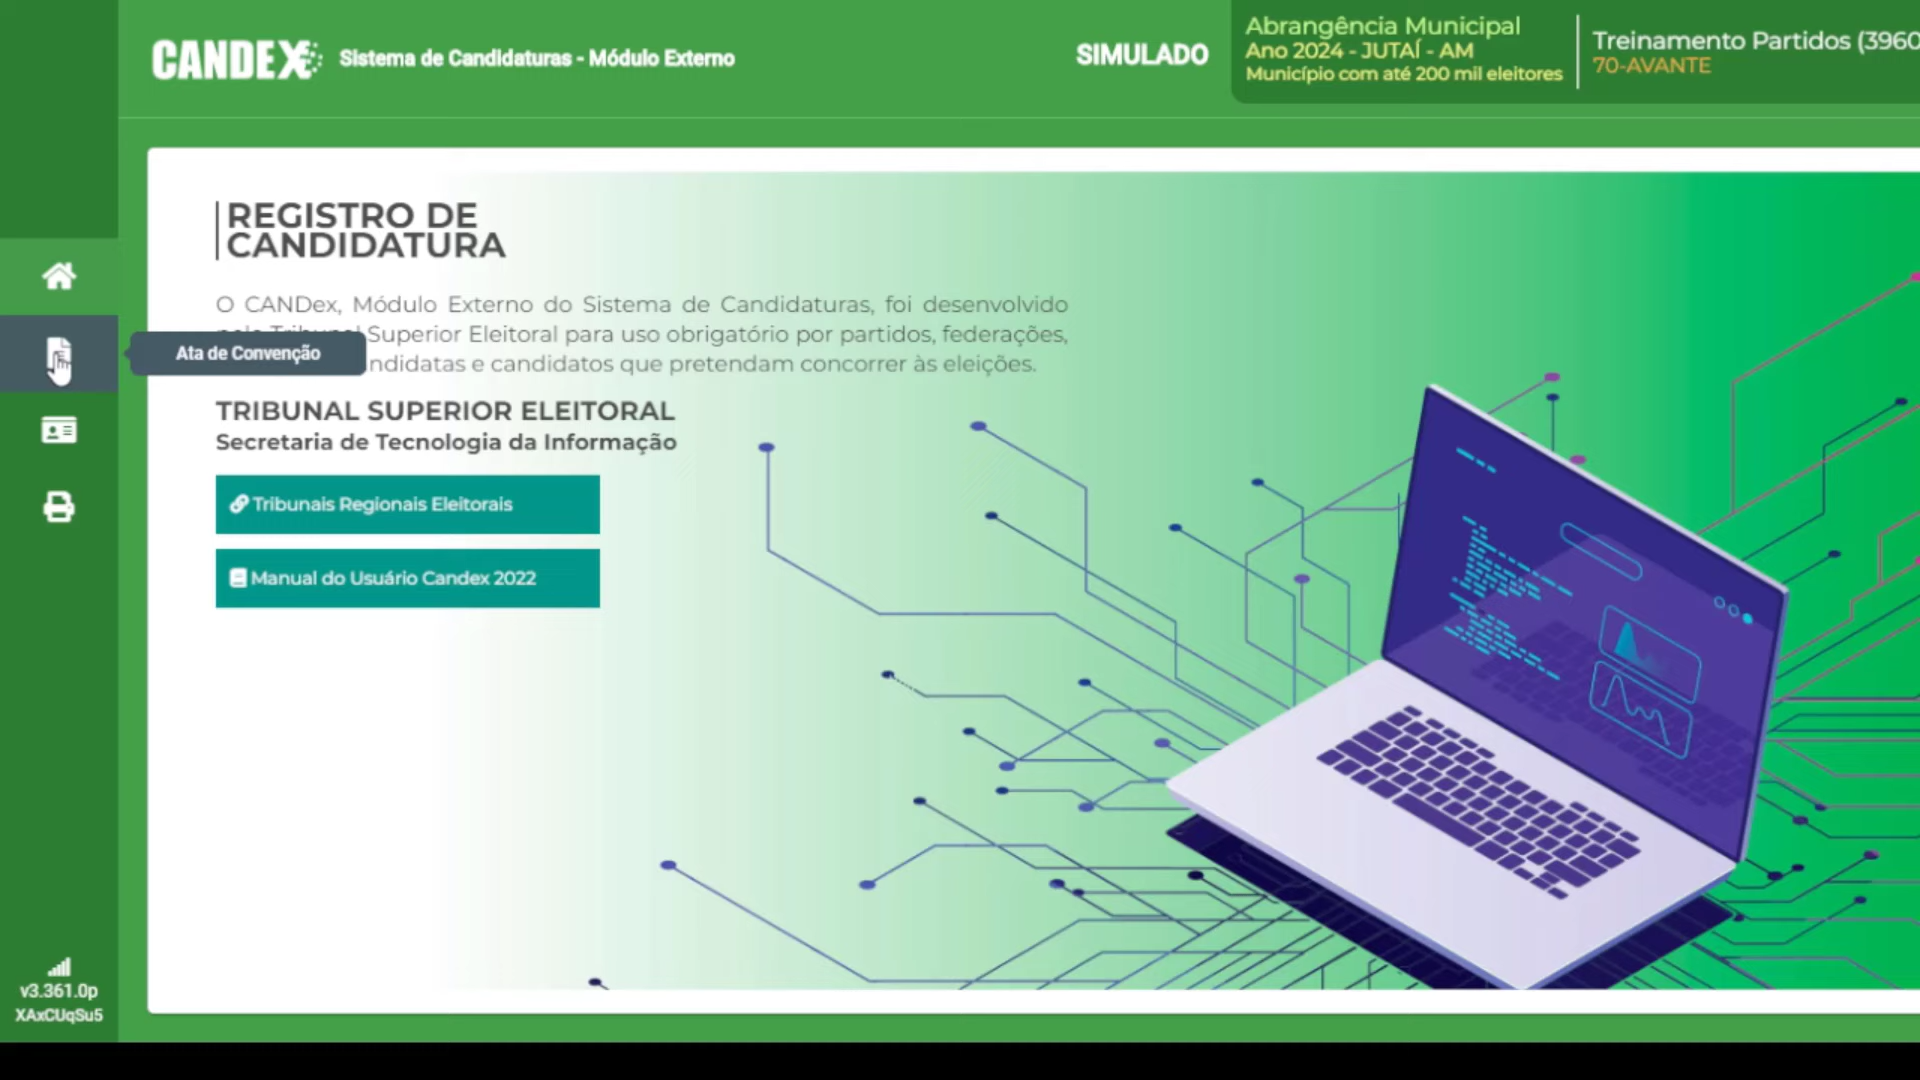 CANDEX
Sistema de Candidaturas - Módulo Externo
SIMULADO
Abrangência Municipal
Ano 2024 - JUTAÍ - AM
Município com até 200 mil eleitores
Treinamento Partidos (3960
70-AVANTE
REGISTRO DE
CANDIDATURA
O CANDex, Módulo Externo do Sistema de Candidaturas, foi desenvolvido
Superior Eleitoral para uso obrigatório por partidos, federações,
Ata de Convenção
ndidatas e candidatos que pretendam concorrer às eleições.
TRIBUNAL SUPERIOR ELEITORAL
Secretaria de Tecnologia da Informação
Tribunais Regionais Eleitorais
Manual do Usuário Candex 2022
v3.361.0p
XAxCUqSu5